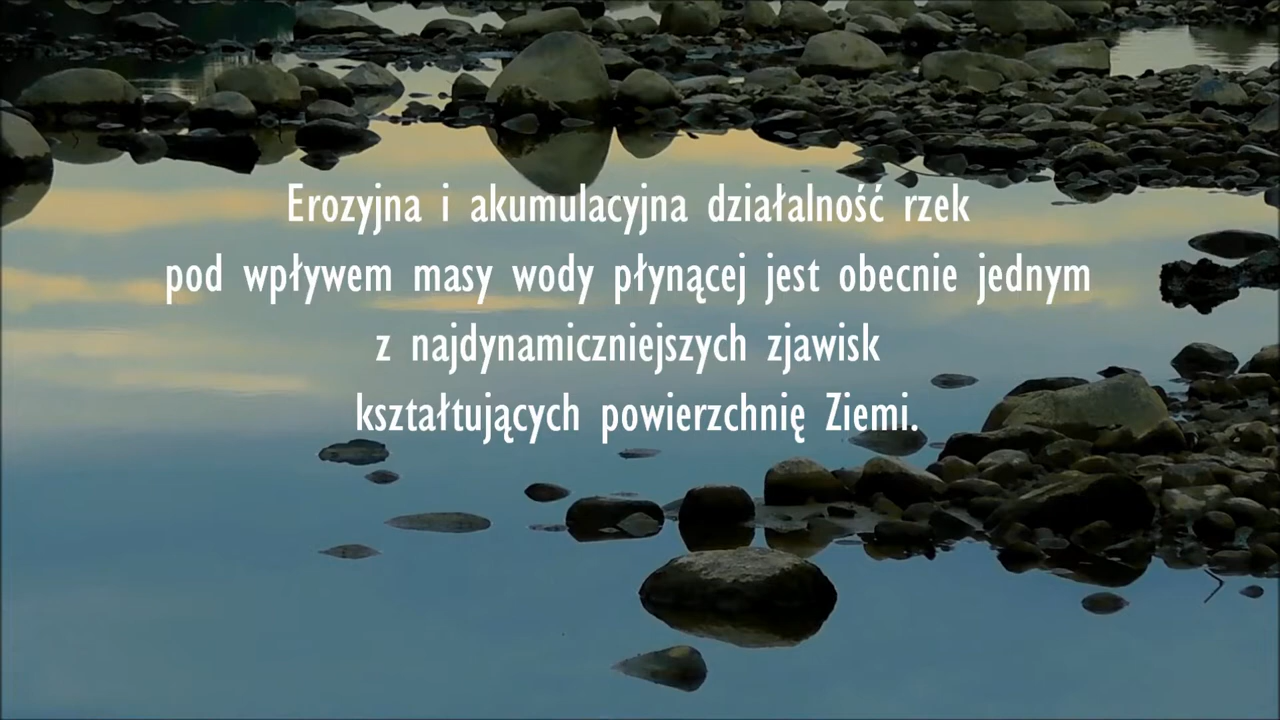 Erozyjna i akumulacyjna działalność rzek
pod wpływem masy wody płynącej jest obecnie jednym
z najdynamiczniejszych zjawisk
kształtujących powierzchnię Ziemi.